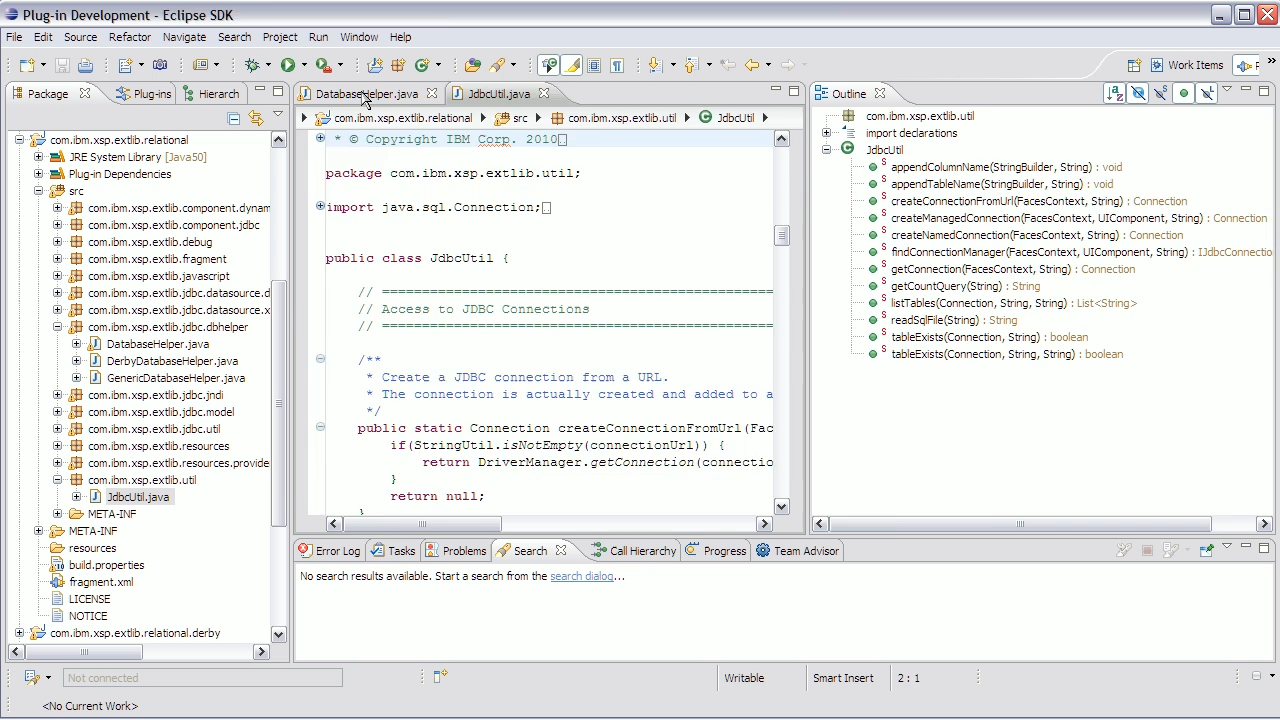 Plug-in Development - Eclipse SDK
File Edit Source Refactor Navigate Search Project Run Window Help
Work Items
Package Plug-ins Hierarchy
com.ibm.xsp.extlib.relational
JRE System Library [Java50]
Plug-in Dependencies
src
com.ibm.xsp.extlib.component.dynam
com.ibm.xsp.extlib.component.jdbc
com.ibm.xsp.extlib.debug
com.ibm.xsp.extlib.fragment
com.ibm.xsp.extlib.javascript
com.ibm.xsp.extlib.jdbc.datasource.d
com.ibm.xsp.extlib.jdbc.datasource.x
com.ibm.xsp.extlib.jdbc.dbhelper
DatabaseHelper.java
DerbyDatabaseHelper.java
GenericDatabaseHelper.java
com.ibm.xsp.extlib.jdbc.jndi
com.ibm.xsp.extlib.jdbc.model
com.ibm.xsp.extlib.jdbc.util
com.ibm.xsp.extlib.resources
com.ibm.xsp.extlib.resources.provide
com.ibm.xsp.extlib.util
JdbcUtil.java
META-INF
META-INF
resources
build.properties
fragment.xml
LICENSE
NOTICE
com.ibm.xsp.extlib.relational.derby
DatabaseHelper.java JdbcUtil.java
com.ibm.xsp.extlib.relational src com.ibm.xsp.extlib.util JdbcUtil
* © Copyright IBM Corp. 2010
package com.ibm.xsp.extlib.util;
import java.sql.Connection;
public class JdbcUtil {
// =================================================
// Access to JDBC Connections
// =================================================
/**
* Create a JDBC connection from a URL.
* The connection is actually created and added to a
*/
public static Connection createConnectionFromUrl(Fac
if(StringUtil.isNotEmpty(connectionUrl)) {
return DriverManager.getConnection(connectio
}
return null;
}
Outline
com.ibm.xsp.extlib.util
import declarations
JdbcUtil
appendColumnName(StringBuilder, String) : void
appendTableName(StringBuilder, String) : void
createConnectionFromUrl(FacesContext, String) : Connection
createManagedConnection(FacesContext, UIComponent, String) : Connection
createNamedConnection(FacesContext, String) : Connection
findConnectionManager(FacesContext, UIComponent, String) : IJdbcConnectio
getConnection(FacesContext, String) : Connection
getCountQuery(String) : String
listTables(Connection, String, String) : List<String>
readSqlFile(String) : String
tableExists(Connection, String) : boolean
tableExists(Connection, String, String) : boolean
Error Log Tasks Problems Search Call Hierarchy Progress Team Advisor
No search results available. Start a search from the search dialog...
Not connected
Writable Smart Insert 2 : 1
<No Current Work>